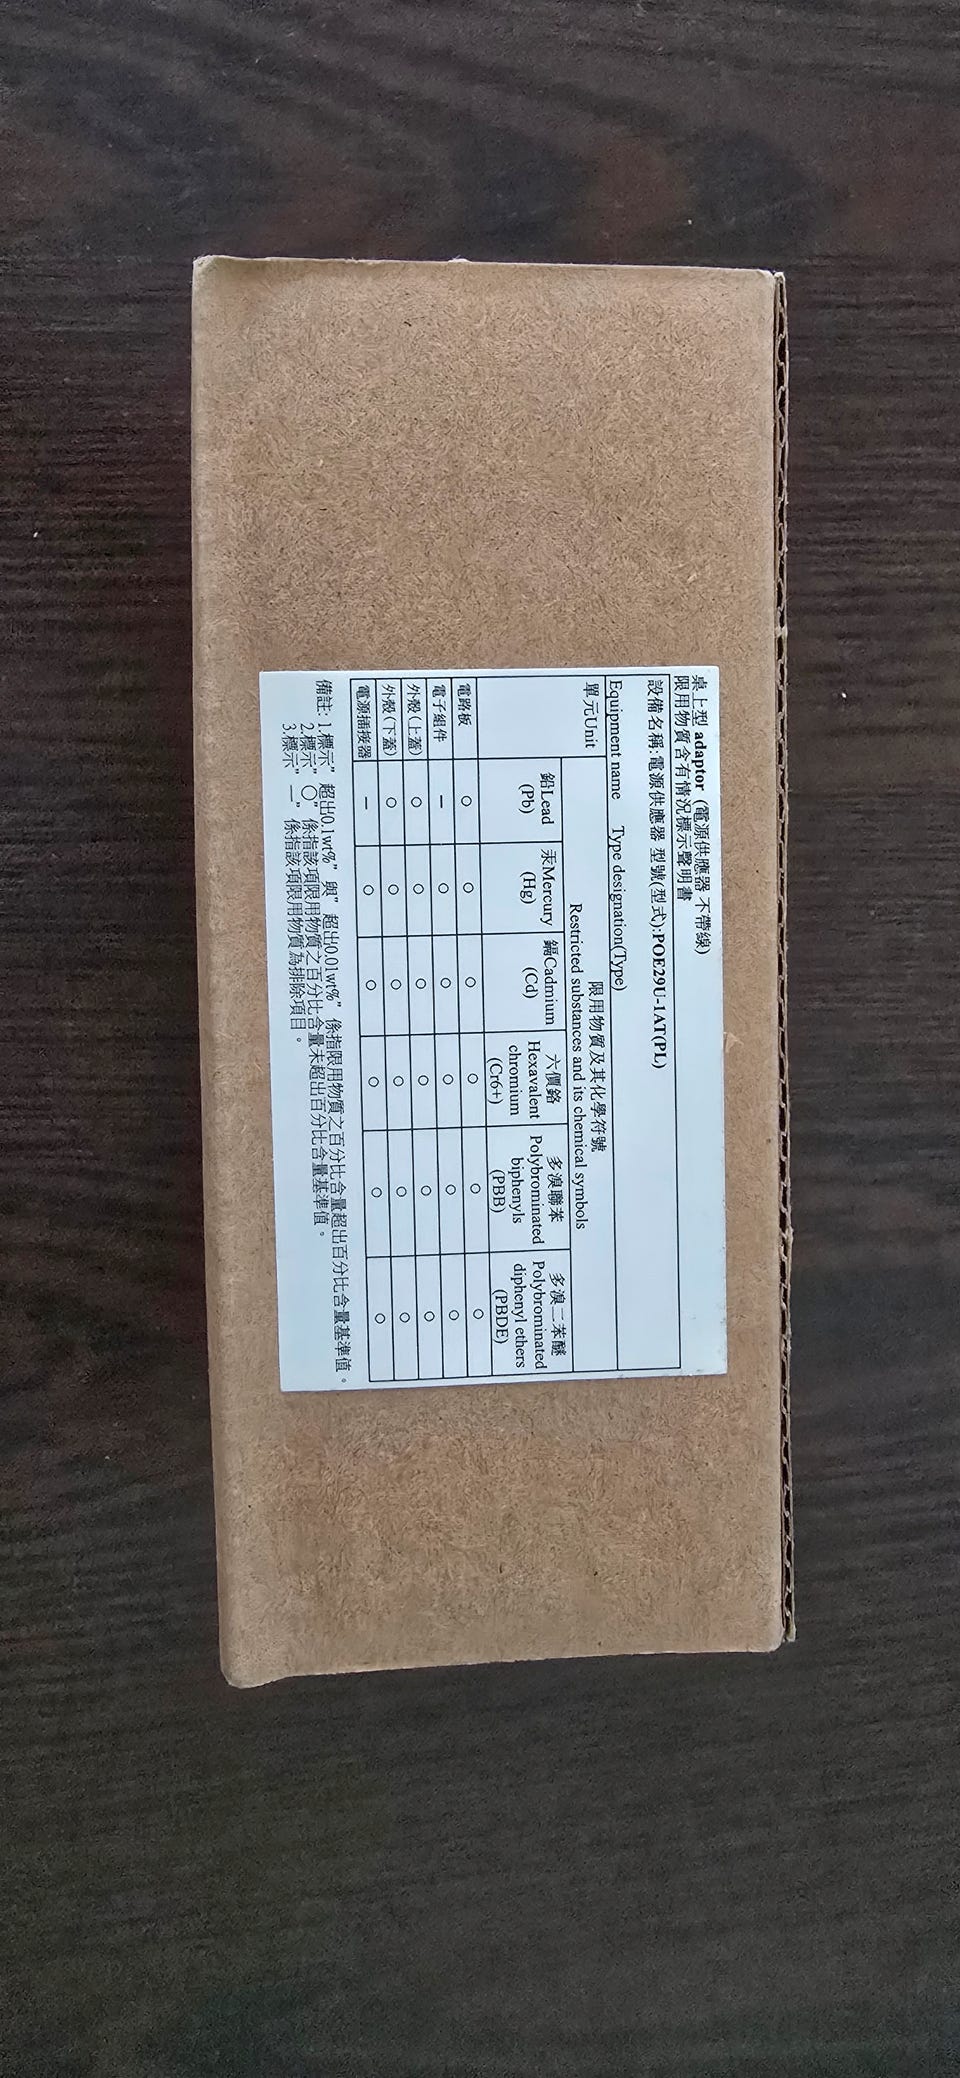 桌上型 adaptor (電源供應器 不帶線)
限用物質含有情況標示聲明書
設備名稱:電源供應器 型號(型式):POE29U-1AT(PL)
Equipment name Type designation(Type)
單元Unit
限用物質及其化學符號
Restricted substances and its chemical symbols
鉛Lead
(Pb)
汞Mercury
(Hg)
鎘Cadmium
(Cd)
六價鉻
Hexavalent
chromium
(Cr6+)
多溴聯苯
Polybrominated
biphenyls
(PBB)
多溴二苯醚
Polybrominated
diphenyl ethers
(PBDE)
電路板 ○ ○ ○ ○ ○ ○
電子組件 — ○ ○ ○ ○ ○
外殼(上蓋) ○ ○ ○ ○ ○ ○
外殼(下蓋) ○ ○ ○ ○ ○ ○
電源插接器 — ○ ○ ○ ○ ○
備註: 1.標示" 超出0.1wt%" 與" 超出0.01wt%" 係指限用物質之百分比含量超出百分比含量基準值。
2.標示" ○" 係指該項限用物質之百分比含量未超出百分比含量基準值。
3.標示" —" 係指該項限用物質為排除項目。